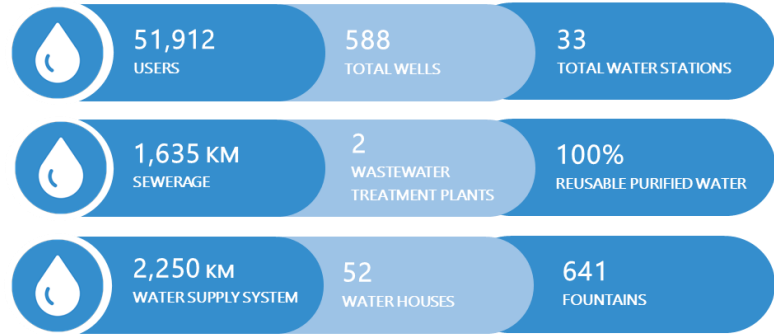 51,912
USERS
588
TOTAL WELLS
33
TOTAL WATER STATIONS
1,635 KM
SEWERAGE
2
WASTEWATER
TREATMENT PLANTS
100%
REUSABLE PURIFIED WATER
2,250 KM
WATER SUPPLY SYSTEM
52
WATER HOUSES
641
FOUNTAINS